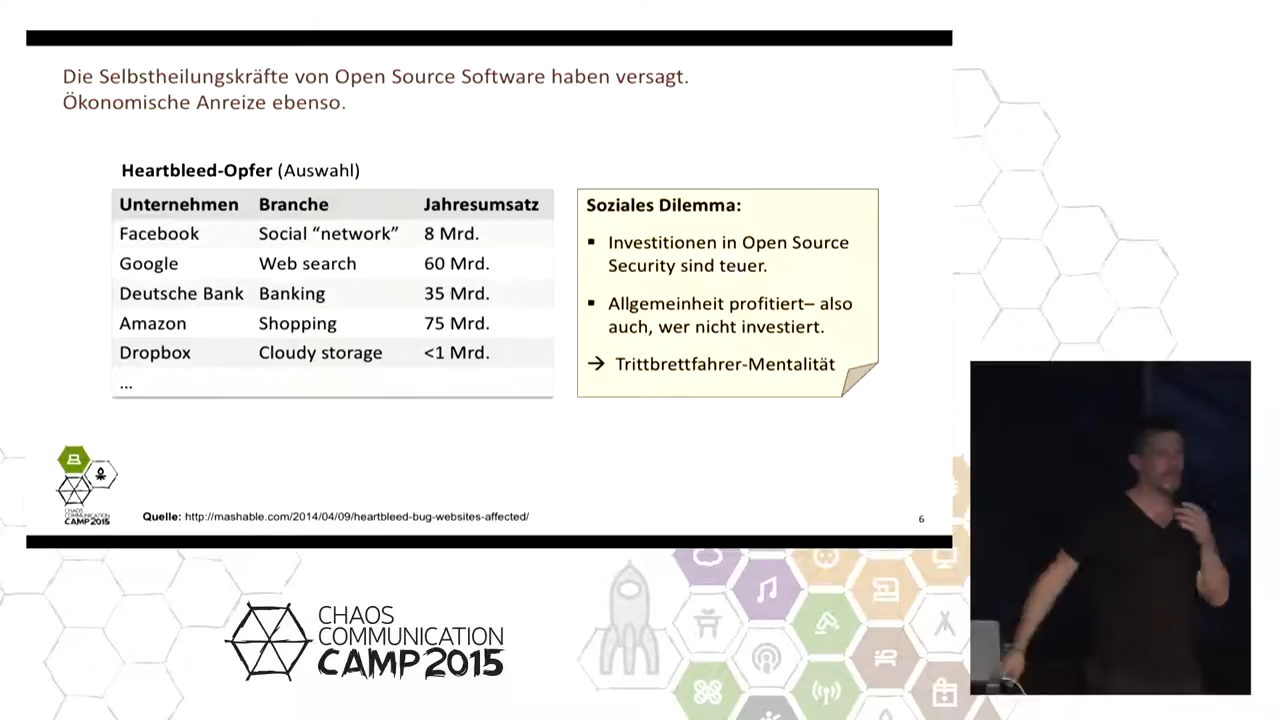 Die Selbstheilungskräfte von Open Source Software haben versagt.
Ökonomische Anreize ebenso.
Heartbleed-Opfer (Auswahl)
Unternehmen Branche Jahresumsatz
Facebook Social “network” 8 Mrd.
Google Web search 60 Mrd.
Deutsche Bank Banking 35 Mrd.
Amazon Shopping 75 Mrd.
Dropbox Cloudy storage <1 Mrd.
...
Soziales Dilemma:
▪ Investitionen in Open Source
Security sind teuer.
▪ Allgemeinheit profitiert– also
auch, wer nicht investiert.
→ Trittbrettfahrer-Mentalität
CHAOS
COMMUNICATION
CAMP 2015
Quelle: http://mashable.com/2014/04/09/heartbleed-bug-websites-affected/
6
CHAOS
COMMUNICATION
CAMP 2015